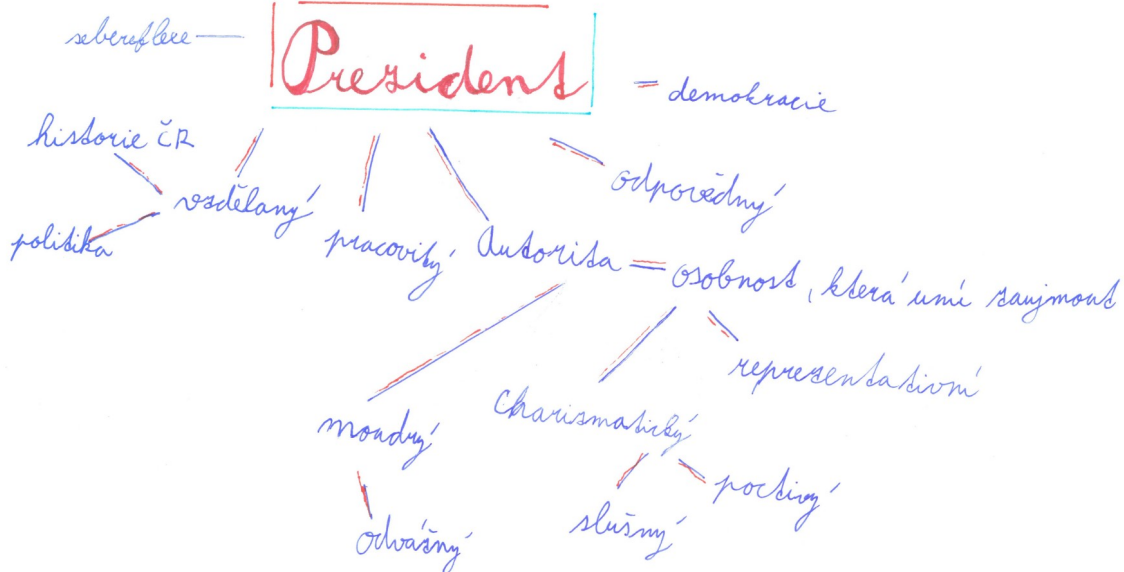 sebereflexe
Prezident
demokracie
historie ČR
vzdělaný
odpovědný
politika
pracovitý
Autorita
osobnost, která umí zaujmout
reprezentativní
Charismatický
moudrý
poctivý
slušný
odvážný